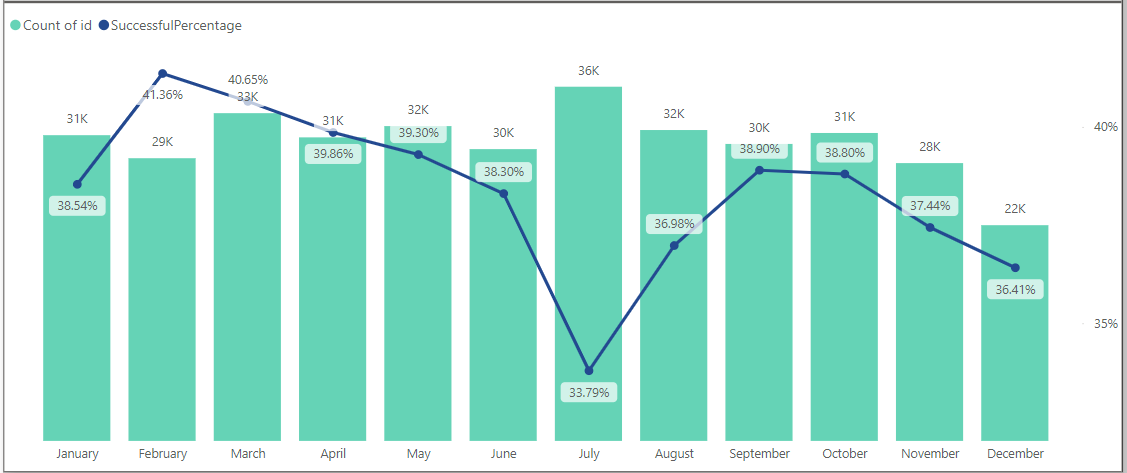 Count of id SuccessfulPercentage
36K
40.65%
41.36% 33K
31K 31K 32K 32K 31K
29K 39.86% 39.30% 30K 30K 28K 40%
38.90% 38.80%
38.30%
38.54% 36.98% 37.44% 22K
36.41%
35%
33.79%
January February March April May June July August September October November December